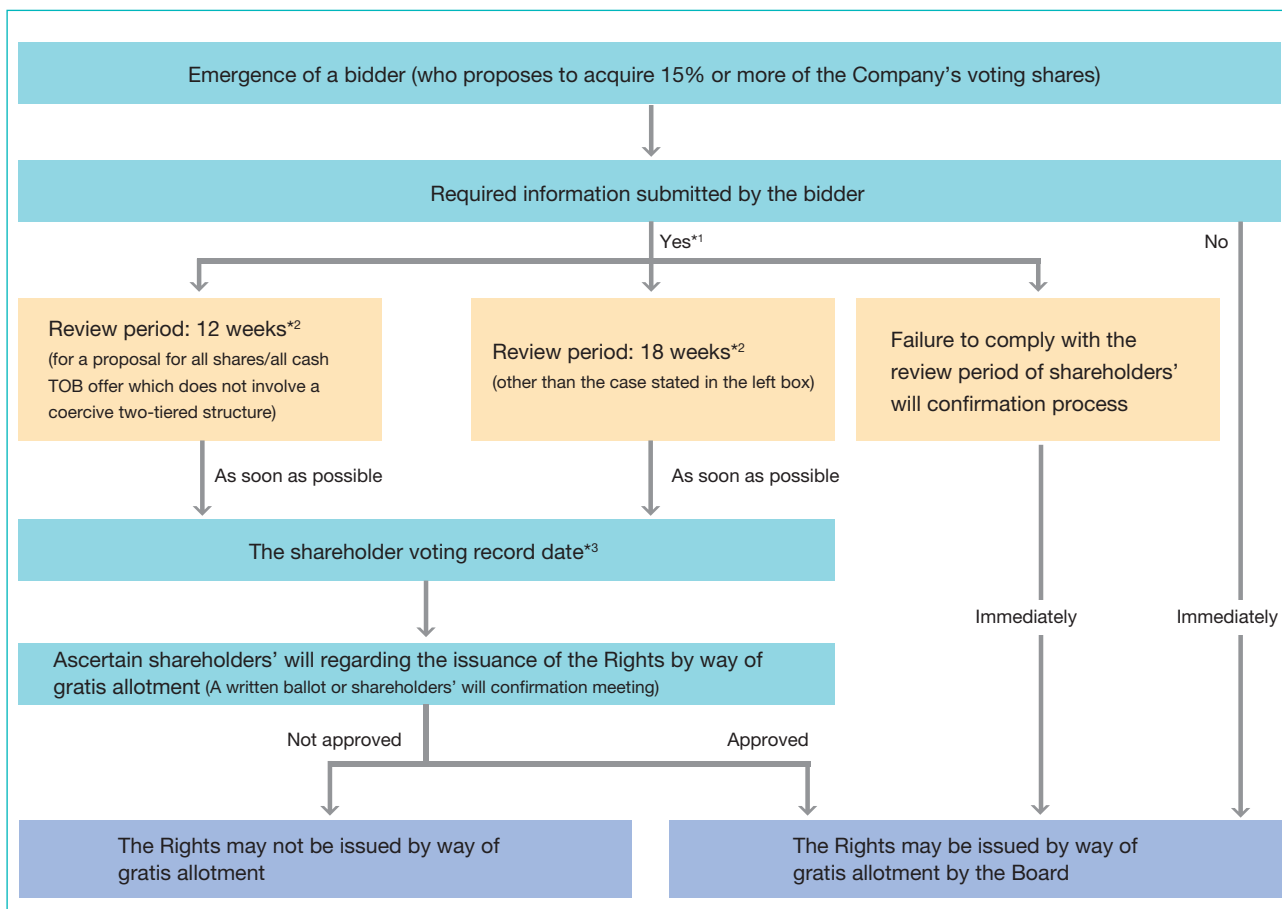 Emergence of a bidder (who proposes to acquire 15% or more of the Company’s voting shares)
Required information submitted by the bidder
Yes*1
No
Review period: 12 weeks*2
(for a proposal for all shares/all cash
TOB offer which does not involve a
coercive two-tiered structure)
Review period: 18 weeks*2
(other than the case stated in the left box)
Failure to comply with the
review period of shareholders’
will confirmation process
As soon as possible
As soon as possible
The shareholder voting record date*3
Immediately
Immediately
Ascertain shareholders’ will regarding the issuance of the Rights by way of
gratis allotment (A written ballot or shareholders’ will confirmation meeting)
Not approved
Approved
The Rights may not be issued by way of
gratis allotment
The Rights may be issued by way of
gratis allotment by the Board